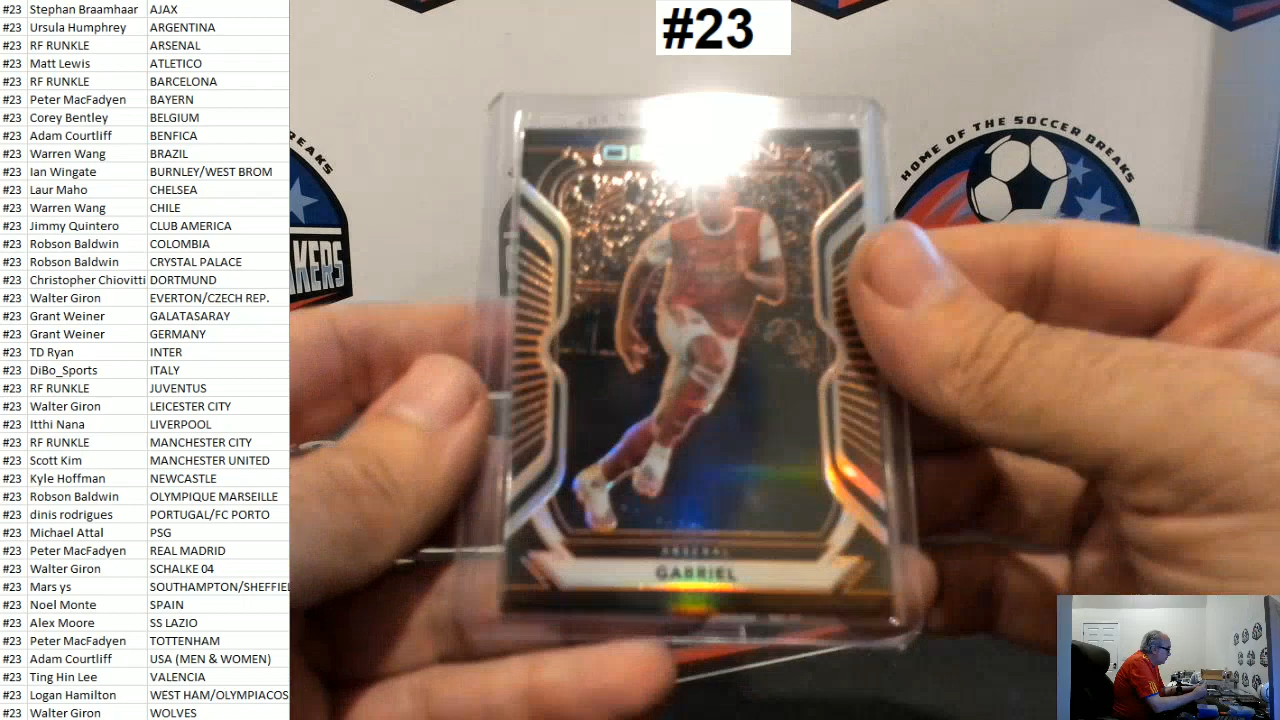 #23 Stephan Braamhaar AJAX
#23 Ursula Humphrey ARGENTINA
#23 RF RUNKLE ARSENAL
#23 Matt Lewis ATLETICO
#23 RF RUNKLE BARCELONA
#23 Peter MacFadyen BAYERN
#23 Corey Bentley BELGIUM
#23 Adam Courtliff BENFICA
#23 Warren Wang BRAZIL
#23 Ian Wingate BURNLEY/WEST BROM
#23 Laur Maho CHELSEA
#23 Warren Wang CHILE
#23 Jimmy Quintero CLUB AMERICA
#23 Robson Baldwin COLOMBIA
#23 Robson Baldwin CRYSTAL PALACE
#23 Christopher Chiovitti DORTMUND
#23 Walter Giron EVERTON/CZECH REP.
#23 Grant Weiner GALATASARAY
#23 Grant Weiner GERMANY
#23 TD Ryan INTER
#23 DiBo_Sports ITALY
#23 RF RUNKLE JUVENTUS
#23 Walter Giron LEICESTER CITY
#23 Itthi Nana LIVERPOOL
#23 RF RUNKLE MANCHESTER CITY
#23 Scott Kim MANCHESTER UNITED
#23 Kyle Hoffman NEWCASTLE
#23 Robson Baldwin OLYMPIQUE MARSEILLE
#23 dinis rodrigues PORTUGAL/FC PORTO
#23 Michael Attal PSG
#23 Peter MacFadyen REAL MADRID
#23 Walter Giron SCHALKE 04
#23 Mars ys SOUTHAMPTON/SHEFFIE
#23 Noel Monte SPAIN
#23 Alex Moore SS LAZIO
#23 Peter MacFadyen TOTTENHAM
#23 Adam Courtliff USA (MEN & WOMEN)
#23 Ting Hin Lee VALENCIA
#23 Logan Hamilton WEST HAM/OLYMPIACOS
#23 Walter Giron WOLVES
#23
HOME OF THE SOCCER BREAKS
REAKS
AKERS
ARSENAL
GABRIEL